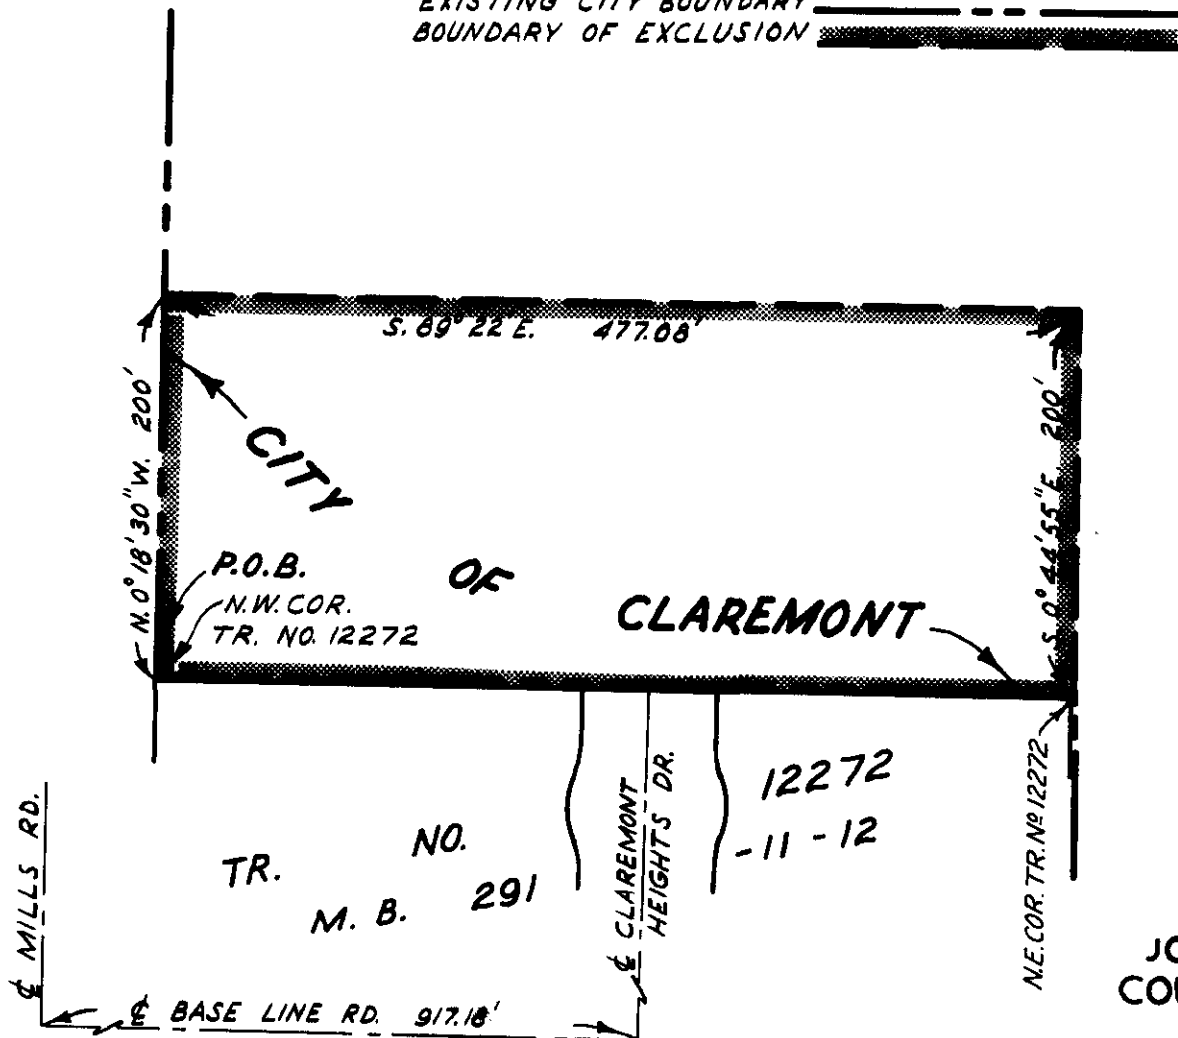 EXISTING CITY BOUNDARY
BOUNDARY OF EXCLUSION
S. 89° 22' E. 477.08'
N. 0° 18' 30" W. 200'
S. 0° 44' 55" E. 200'
CITY
OF
CLAREMONT
P.O.B.
N.W. COR.
TR. NO. 12272
TR. NO. 12272
M. B. 291 - 11 - 12
℄ MILLS RD.
℄ CLAREMONT
HEIGHTS DR.
N.E. COR. TR. Nº 12272
℄ BASE LINE RD. 917.18'
JO
COU